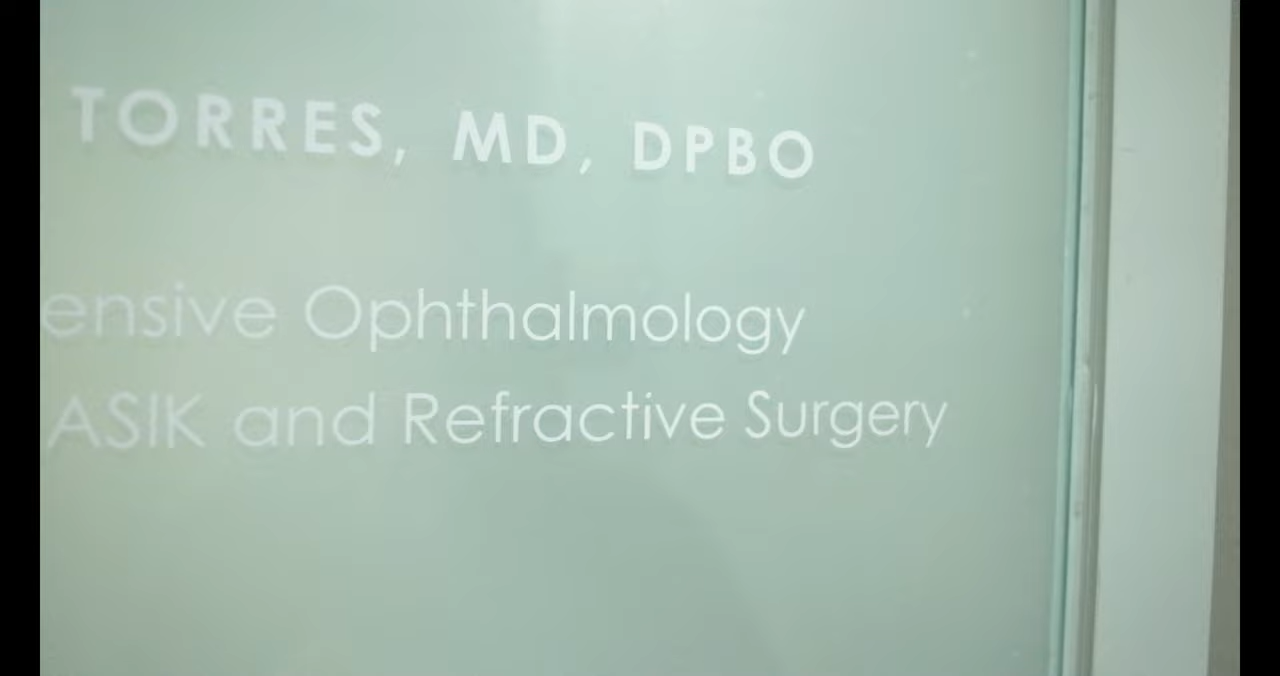 TORRES, MD, DPBO
ensive Ophthalmology
ASIK and Refractive Surgery